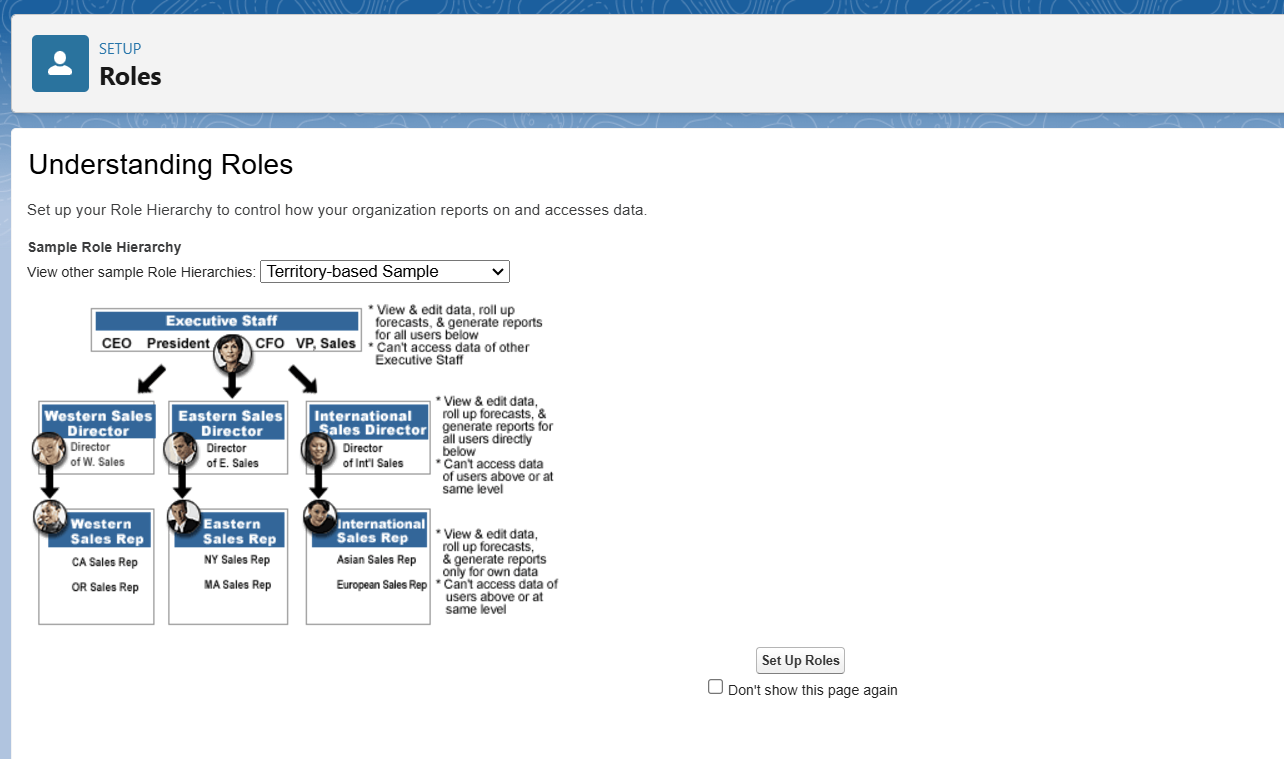 SETUP
Roles
Understanding Roles
Set up your Role Hierarchy to control how your organization reports on and accesses data.
Sample Role Hierarchy
View other sample Role Hierarchies: Territory-based Sample
Executive Staff
CEO President CFO VP, Sales
* View & edit data, roll up
forecasts, & generate reports
for all users below
* Can't access data of other
Executive Staff
Western Sales
Director
Director
of W. Sales
Eastern Sales
Director
Director
of E. Sales
International
Sales Director
Director
of Int'l Sales
* View & edit data,
roll up forecasts, &
generate reports for
all users directly
below
* Can't access data
of users above or at
same level
Western
Sales Rep
CA Sales Rep
OR Sales Rep
Eastern
Sales Rep
NY Sales Rep
MA Sales Rep
International
Sales Rep
Asian Sales Rep
European Sales Rep
* View & edit data,
roll up forecasts,
& generate reports
only for own data
* Can't access data of
users above or at
same level
Set Up Roles
Don't show this page again